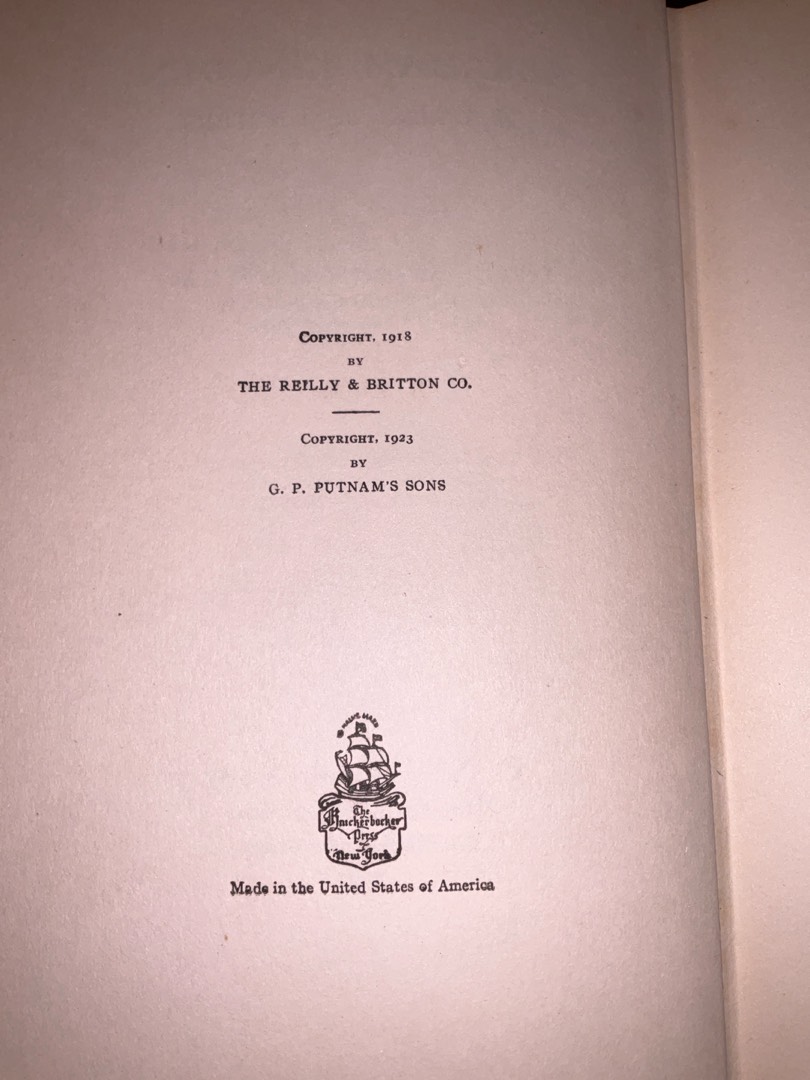 COPYRIGHT, 1918
BY
THE REILLY & BRITTON CO.
COPYRIGHT, 1923
BY
G. P. PUTNAM'S SONS
The
Knickerbocker
Press
New York
Made in the United States of America